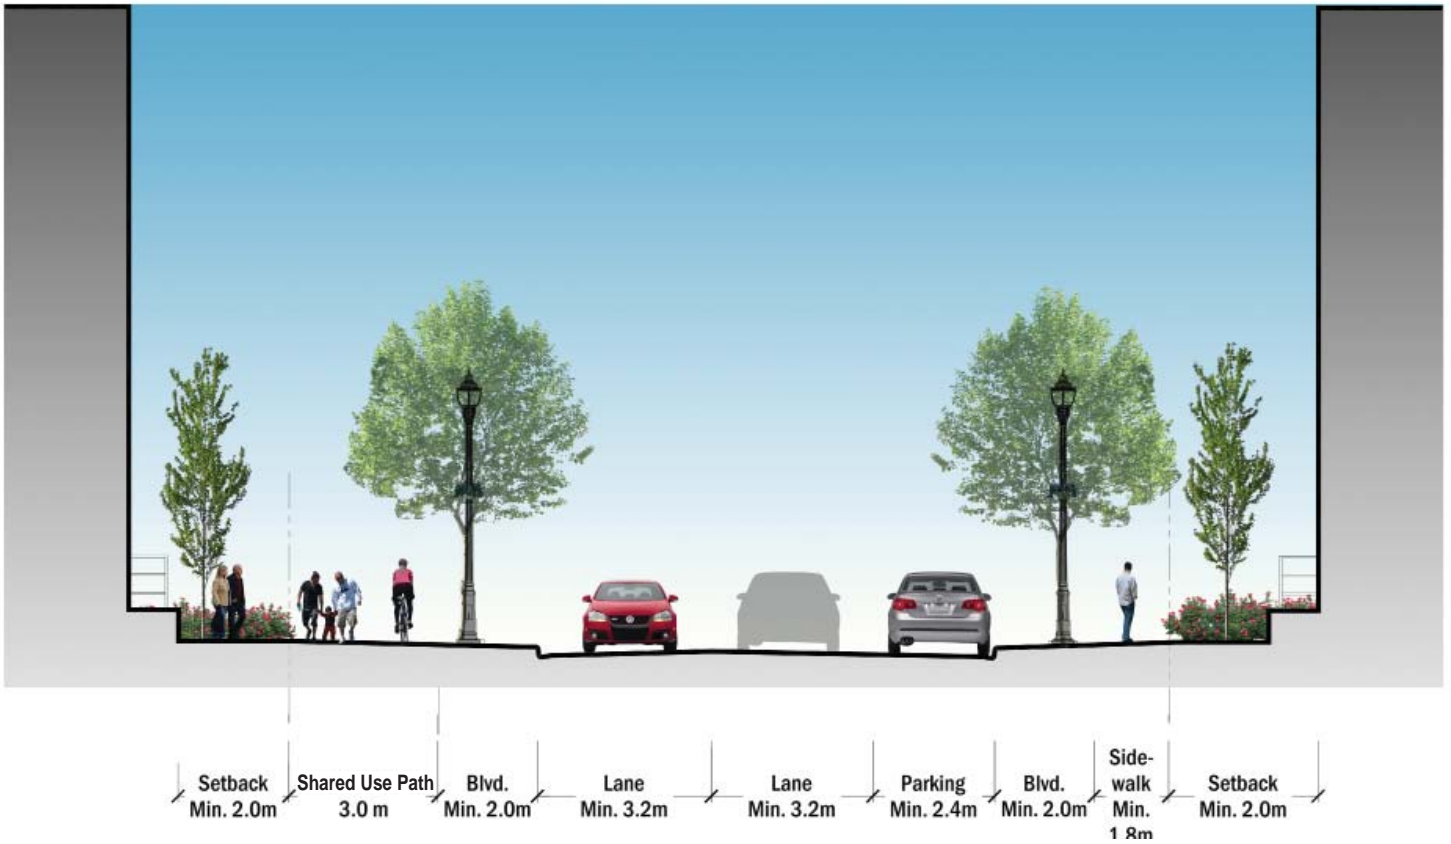 Setback
Min. 2.0m
Shared Use Path
3.0 m
Blvd.
Min. 2.0m
Lane
Min. 3.2m
Lane
Min. 3.2m
Parking
Min. 2.4m
Blvd.
Min. 2.0m
Side-
walk
Min.
1.8m
Setback
Min. 2.0m